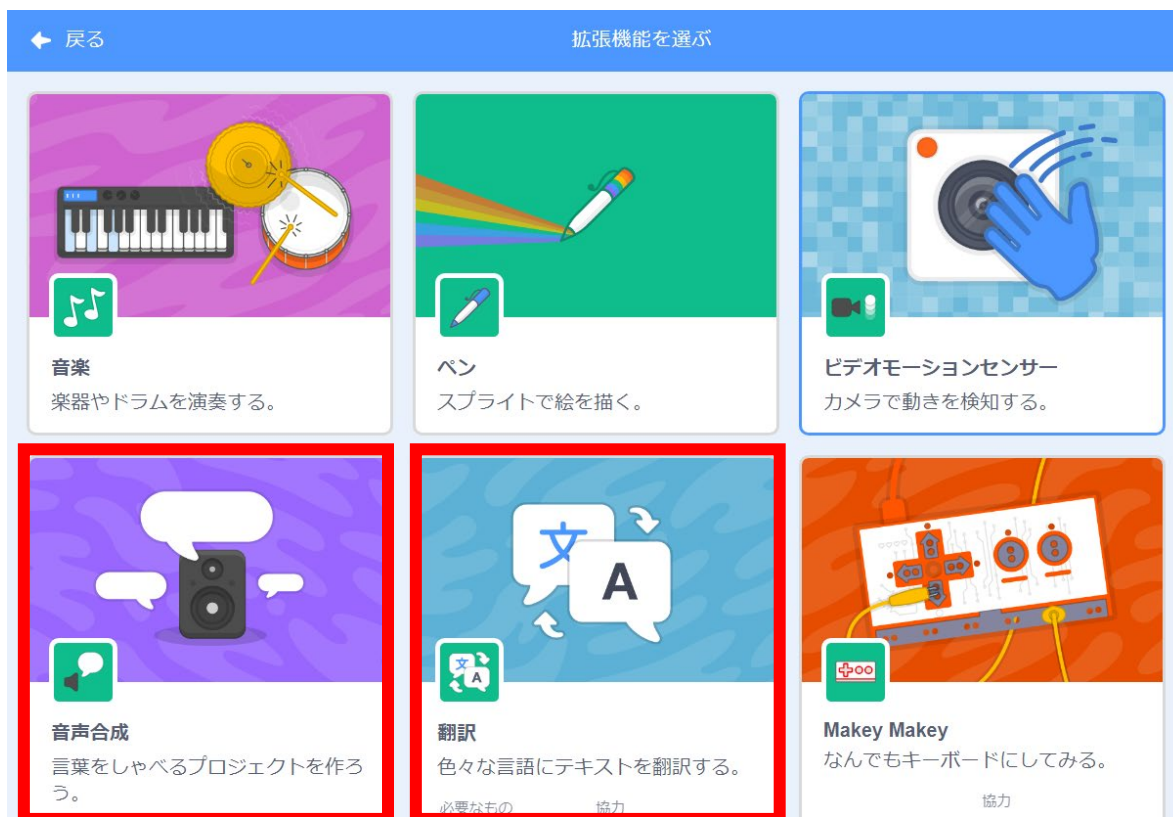 戻る
拡張機能を選ぶ
音楽
楽器やドラムを演奏する。
ペン
スプライトで絵を描く。
ビデオモーションセンサー
カメラで動きを検知する。
文
A
文
A
音声合成
言葉をしゃべるプロジェクトを作ろ
う。
翻訳
色々な言語にテキストを翻訳する。
必要なもの
協力
Makey Makey
なんでもキーボードにしてみる。
協力